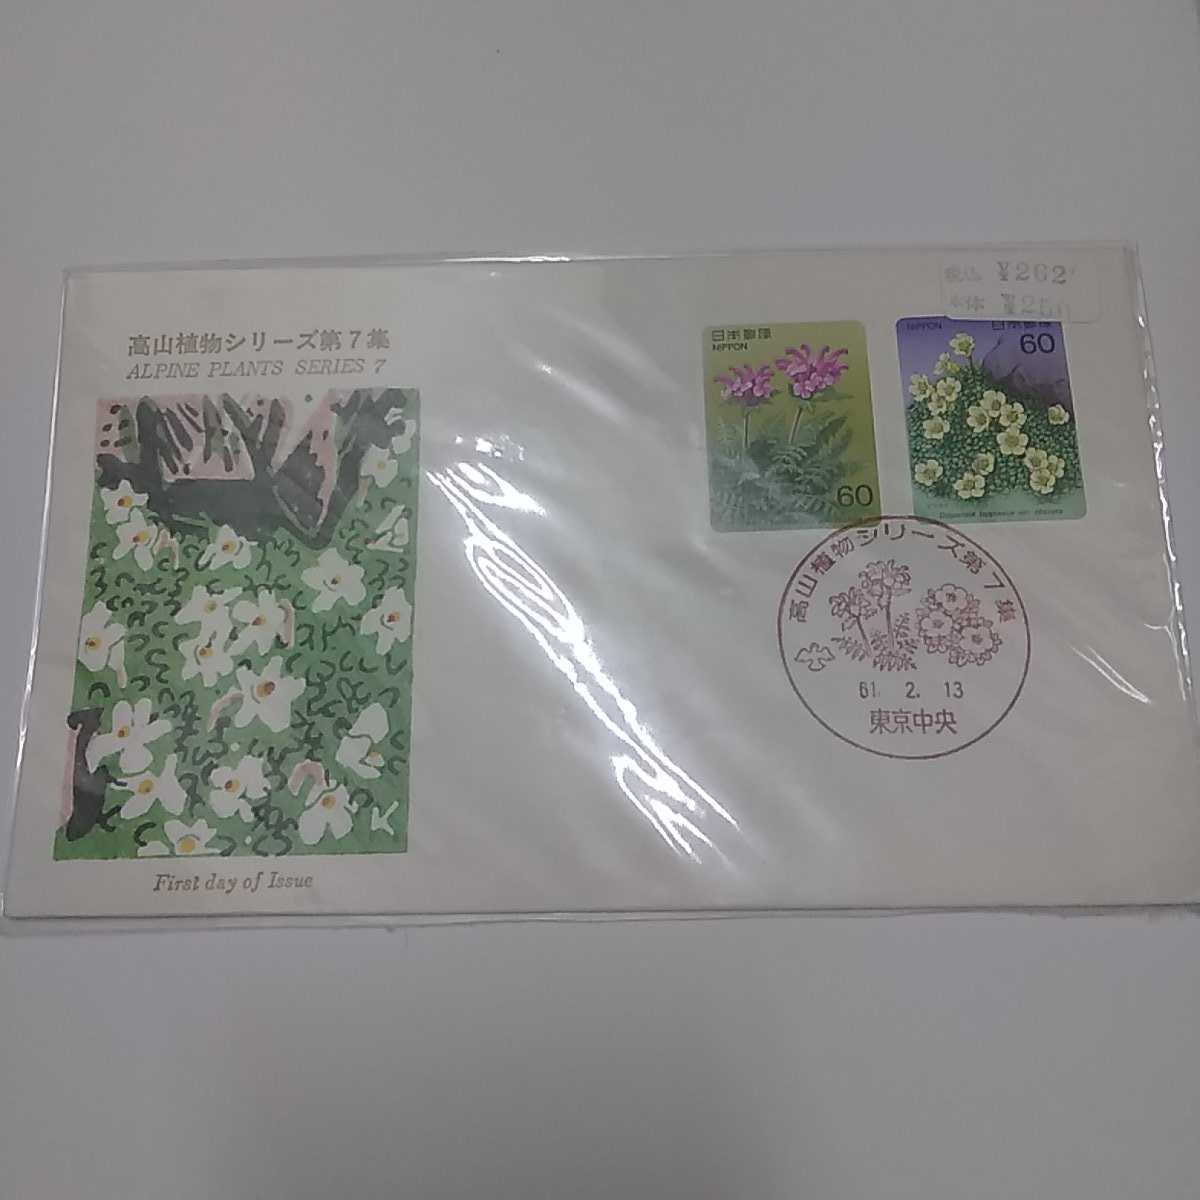 高山植物シリーズ第7集
ALPINE PLANTS SERIES 7
First day of Issue
K
税込 ¥262
本体 ¥250
日本郵便
NIPPON
60
NIPPON
日本郵便
60
高山植物シリーズ第7集
61. 2. 13
東京中央